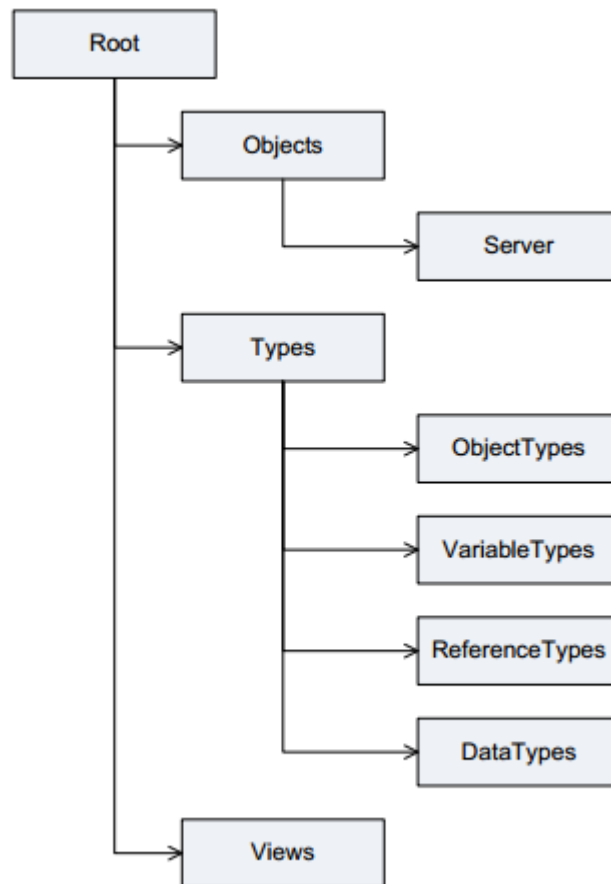 Root
Objects
Server
Types
ObjectTypes
VariableTypes
ReferenceTypes
DataTypes
Views